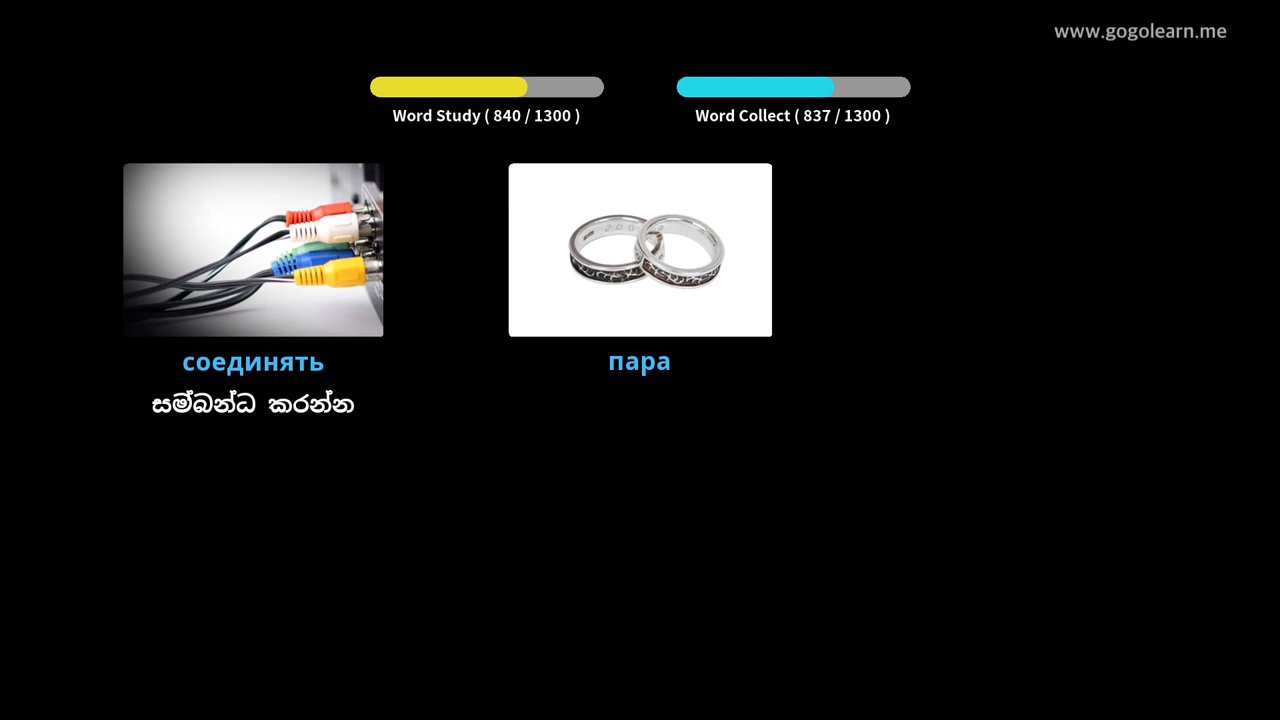 www.gogolearn.me
Word Study ( 840 / 1300 )
Word Collect ( 837 / 1300 )
соединять
пара
සම්බන්ධ කරන්න